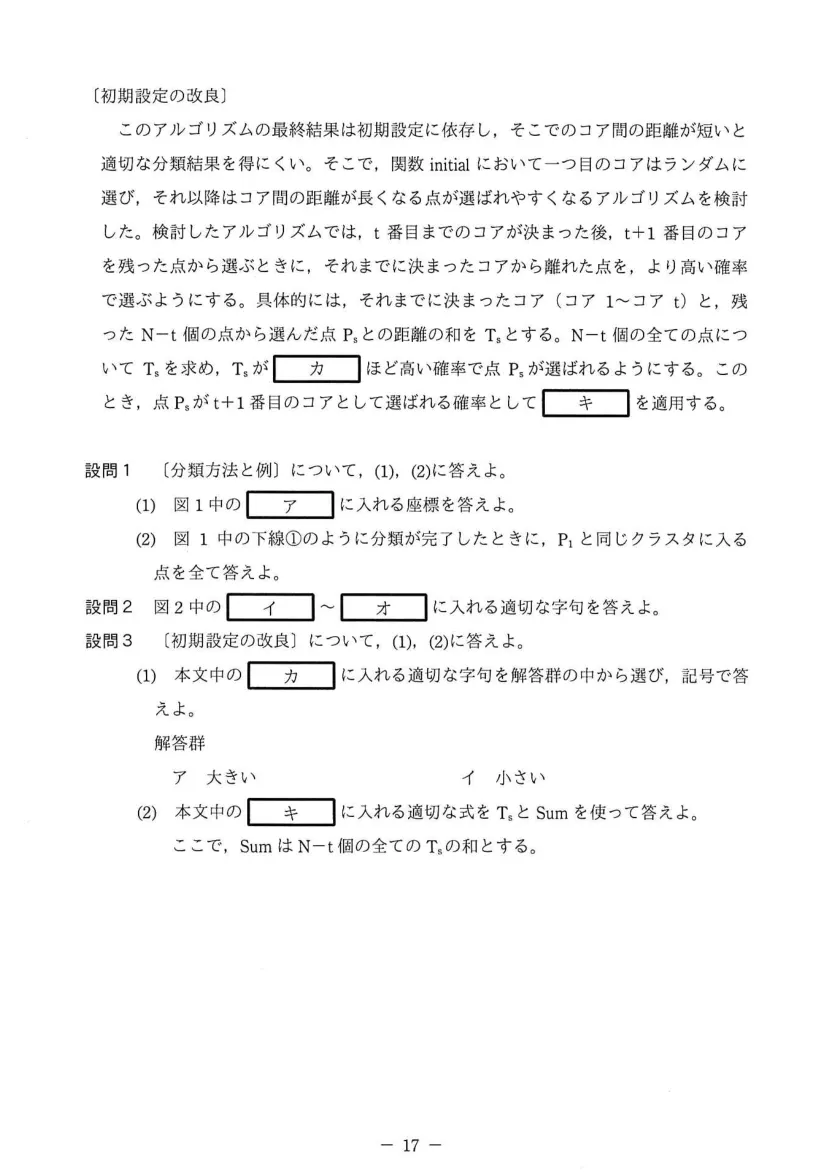 〔初期設定の改良〕
このアルゴリズムの最終結果は初期設定に依存し，そこでのコア間の距離が短いと
適切な分類結果を得にくい。そこで，関数 initial において一つ目のコアはランダムに
選び，それ以降はコア間の距離が長くなる点が選ばれやすくなるアルゴリズムを検討
した。検討したアルゴリズムでは，t 番目までのコアが決まった後，t＋1 番目のコア
を残った点から選ぶときに，それまでに決まったコアから離れた点を，より高い確率
で選ぶようにする。具体的には，それまでに決まったコア（コア 1〜コア t）と，残
った N−t 個の点から選んだ点 Psとの距離の和を Tsとする。N−t 個の全ての点につ
いて Tsを求め，Tsが カ ほど高い確率で点 Psが選ばれるようにする。この
とき，点 Psが t＋1 番目のコアとして選ばれる確率として キ を適用する。
設問1 〔分類方法と例〕について，(1)，(2)に答えよ。
(1) 図 1 中の ア に入れる座標を答えよ。
(2) 図 1 中の下線①のように分類が完了したときに，P1 と同じクラスタに入る
点を全て答えよ。
設問2 図 2 中の イ 〜 オ に入れる適切な字句を答えよ。
設問3 〔初期設定の改良〕について，(1)，(2)に答えよ。
(1) 本文中の カ に入れる適切な字句を解答群の中から選び，記号で答
えよ。
解答群
ア 大きい イ 小さい
(2) 本文中の キ に入れる適切な式を Tsと Sum を使って答えよ。
ここで，Sum は N−t 個の全ての Tsの和とする。
− 17 −